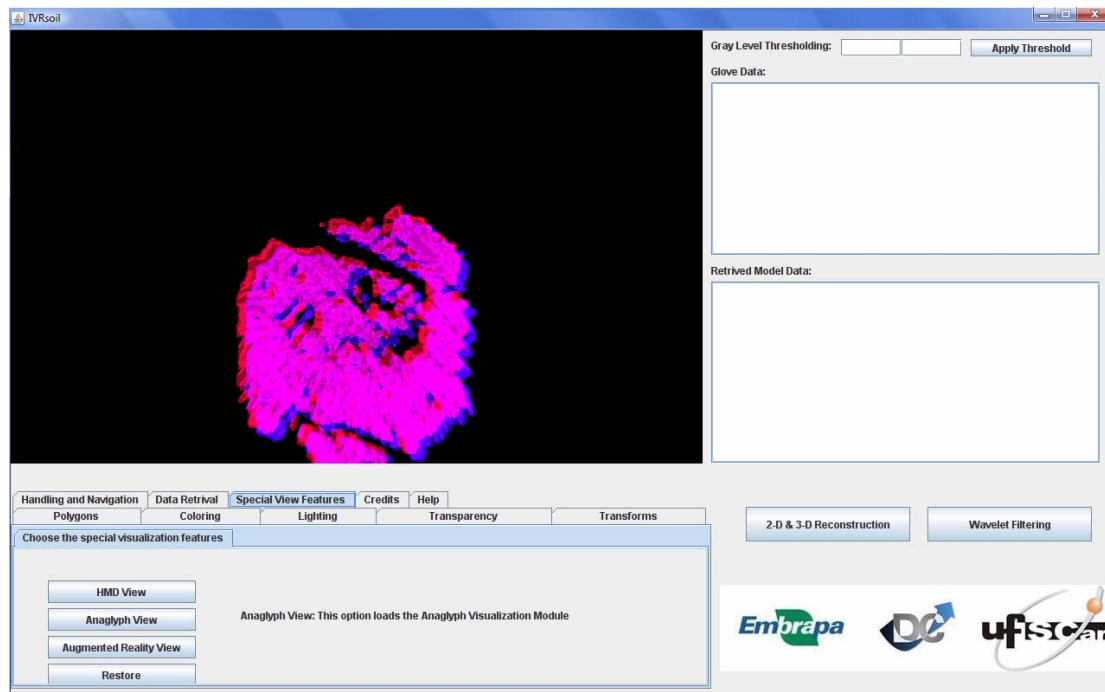 IVRsoil
Gray Level Thresholding:
Apply Threshold
Glove Data:
Retrived Model Data:
Handling and Navigation
Data Retrival
Special View Features
Credits
Help
Polygons
Coloring
Lighting
Transparency
Transforms
Choose the special visualization features
HMD View
Anaglyph View
Augmented Reality View
Restore
Anaglyph View: This option loads the Anaglyph Visualization Module
2-D & 3-D Reconstruction
Wavelet Filtering
Embrapa
DC
ufscar